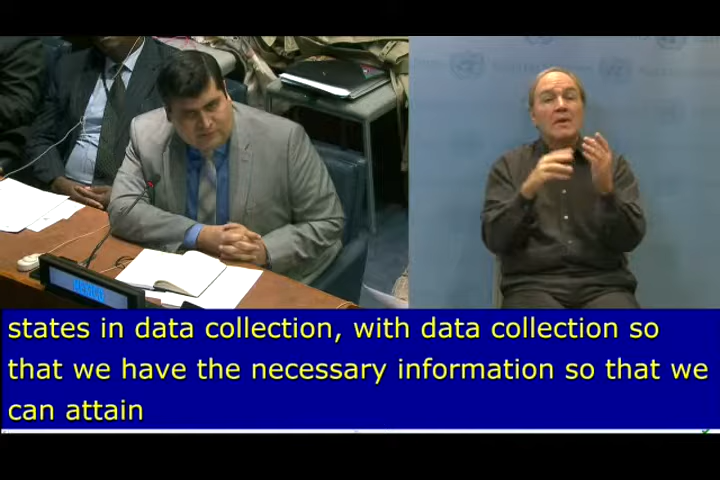 MEXICO
states in data collection, with data collection so
that we have the necessary information so that we
can attain